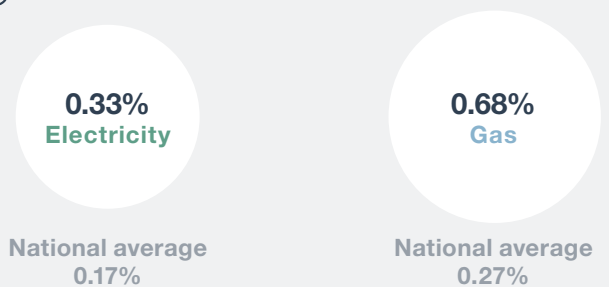 0.33%
Electricity
National average
0.17%
0.68%
Gas
National average
0.27%